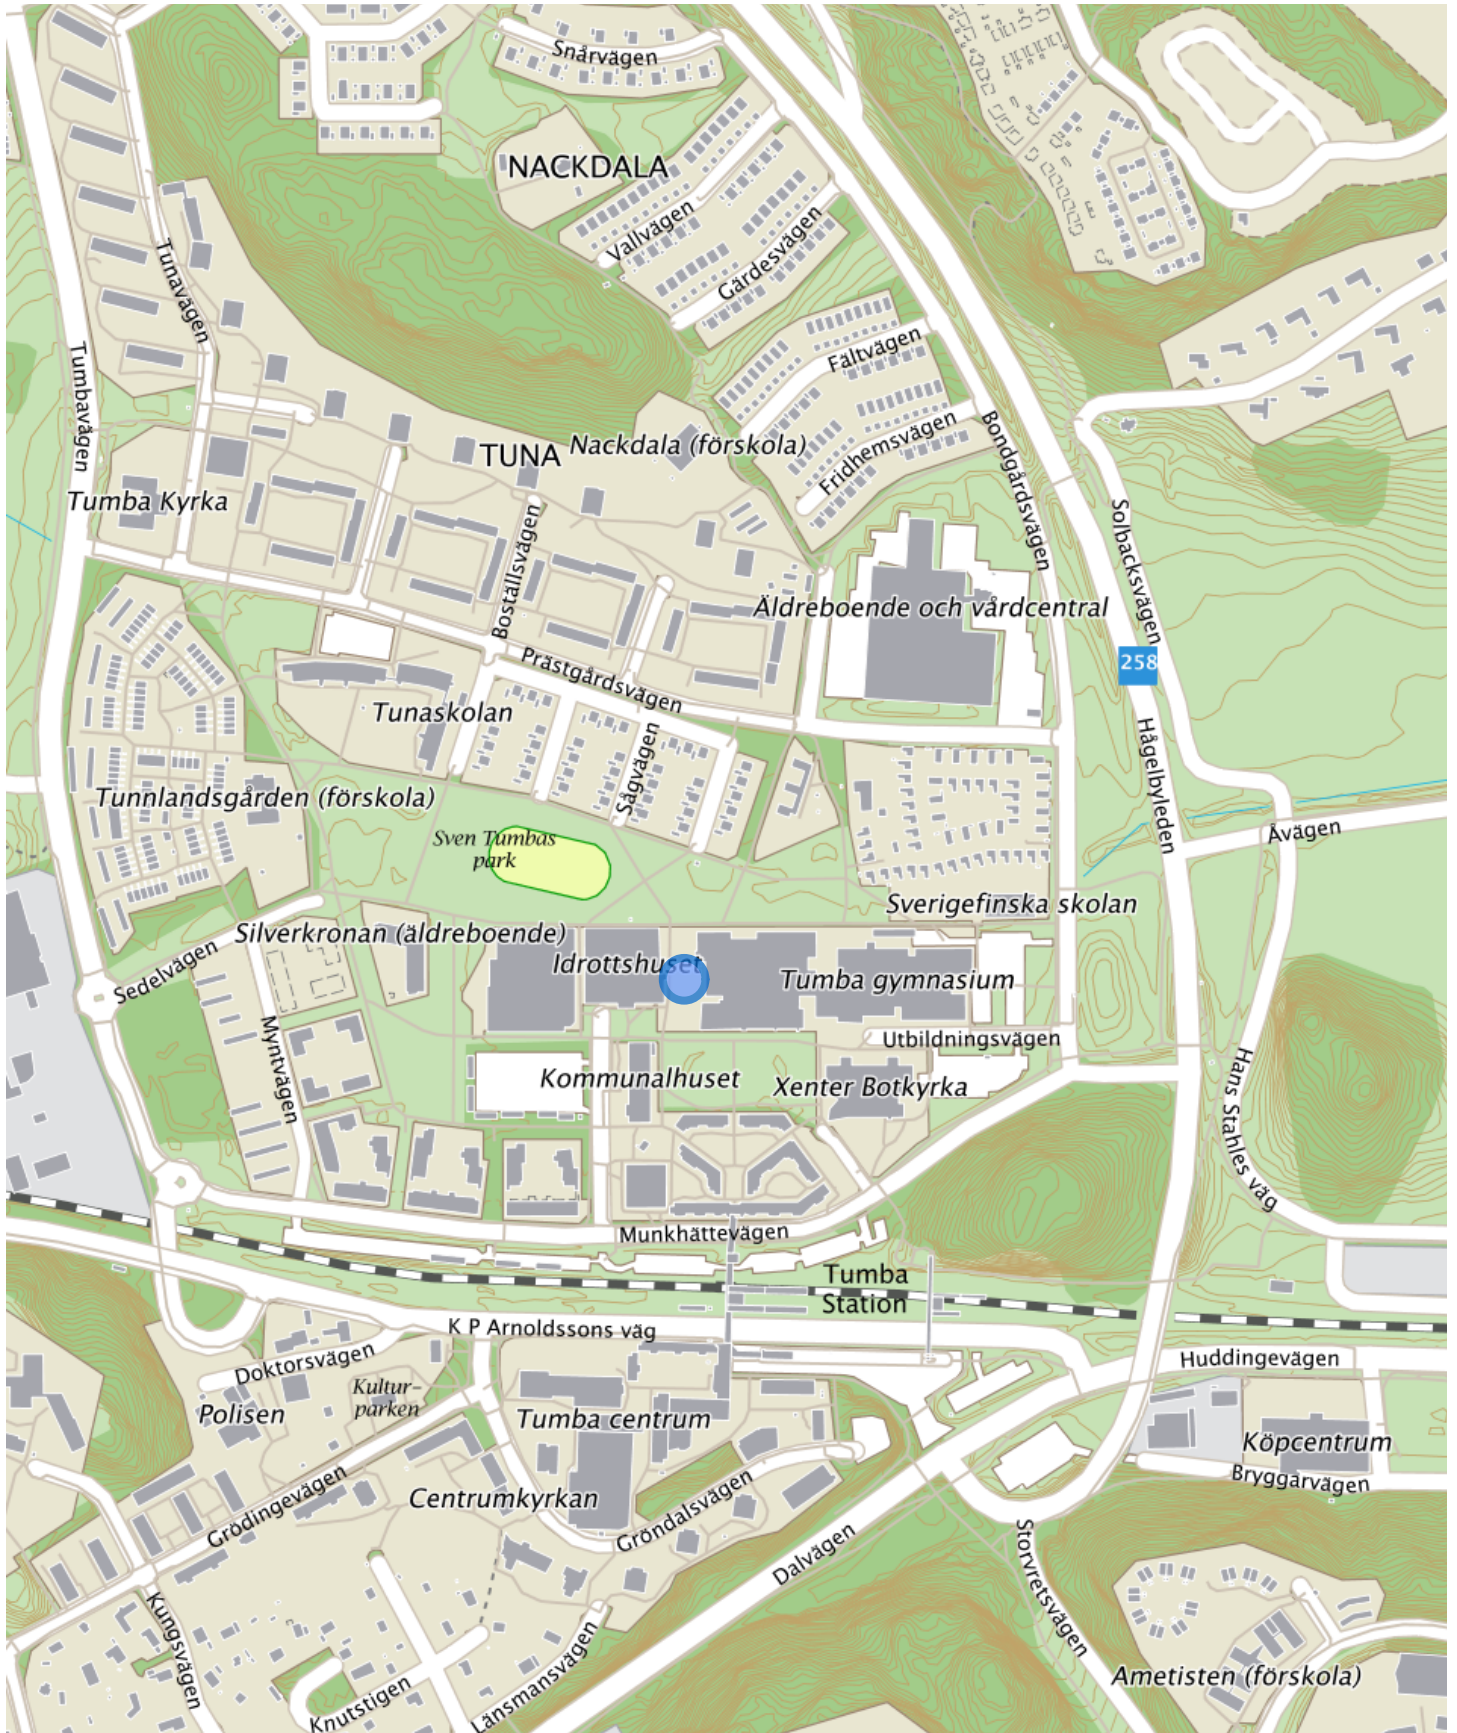 Snårvägen
NACKDALA
Vallvägen
Gärdesvägen
Tunavägen
Fältvägen
Tumbavägen
Fridhemsvägen
Bondgårdsvägen
TUNA
Nackdala (förskola)
Tumba Kyrka
Boställsvägen
Solbacksvägen
Äldreboende och vårdcentral
258
Prästgårdsvägen
Tunaskolan
Sågvägen
Hågelbyleden
Tunnlandsgården (förskola)
Sven Tumbas
park
Åvägen
Sverigefinska skolan
Silverkronan (äldreboende)
Sedelvägen
Idrottshuset
Tumba gymnasium
Myntvägen
Utbildningsvägen
Kommunalhuset
Xenter Botkyrka
Hans Stahles väg
Munkhättevägen
Tumba
Station
K P Arnoldssons väg
Doktorsvägen
Huddingevägen
Kultur-
parken
Polisen
Tumba centrum
Köpcentrum
Bryggarvägen
Centrumkyrkan
Grödingevägen
Gröndalsvägen
Dalvägen
Storvretsvägen
Kungsvägen
Länsmansvägen
Knutstigen
Ametisten (förskola)